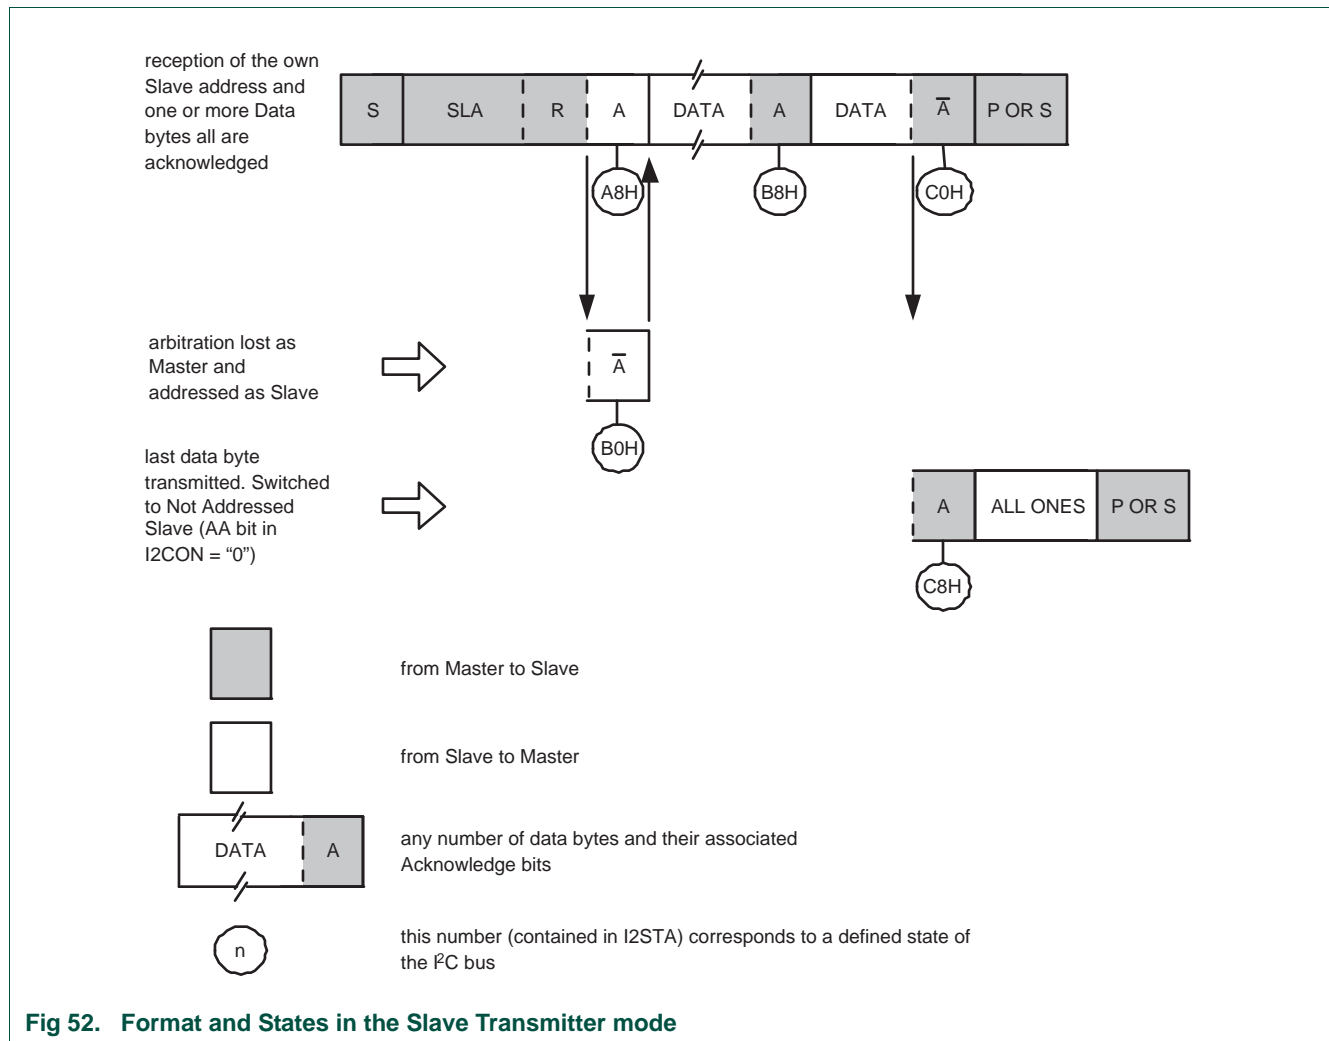 reception of the own
Slave address and
one or more Data
bytes all are
acknowledged
S SLA R A DATA A DATA A̅ P OR S
A8H B8H C0H
arbitration lost as
Master and
addressed as Slave
A̅
B0H
last data byte
transmitted. Switched
to Not Addressed
Slave (AA bit in
I2CON = “0”)
A ALL ONES P OR S
C8H
from Master to Slave
from Slave to Master
DATA A
any number of data bytes and their associated
Acknowledge bits
n
this number (contained in I2STA) corresponds to a defined state of
the I²C bus
Fig 52. Format and States in the Slave Transmitter mode